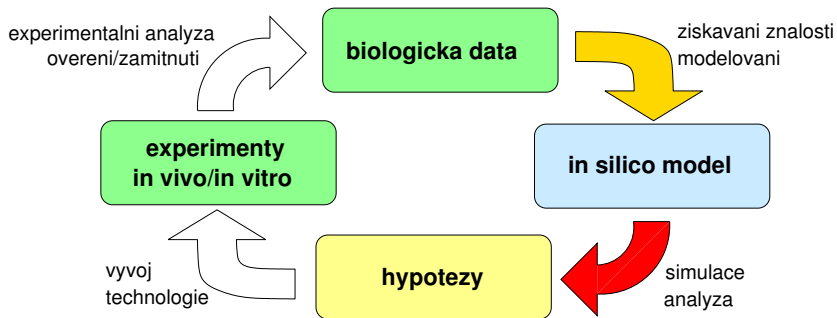 experimentalni analyza
overeni/zamitnuti
biologicka data
ziskavani znalosti
modelovani
experimenty
in vivo/in vitro
in silico model
vyvoj
technologie
hypotezy
simulace
analyza